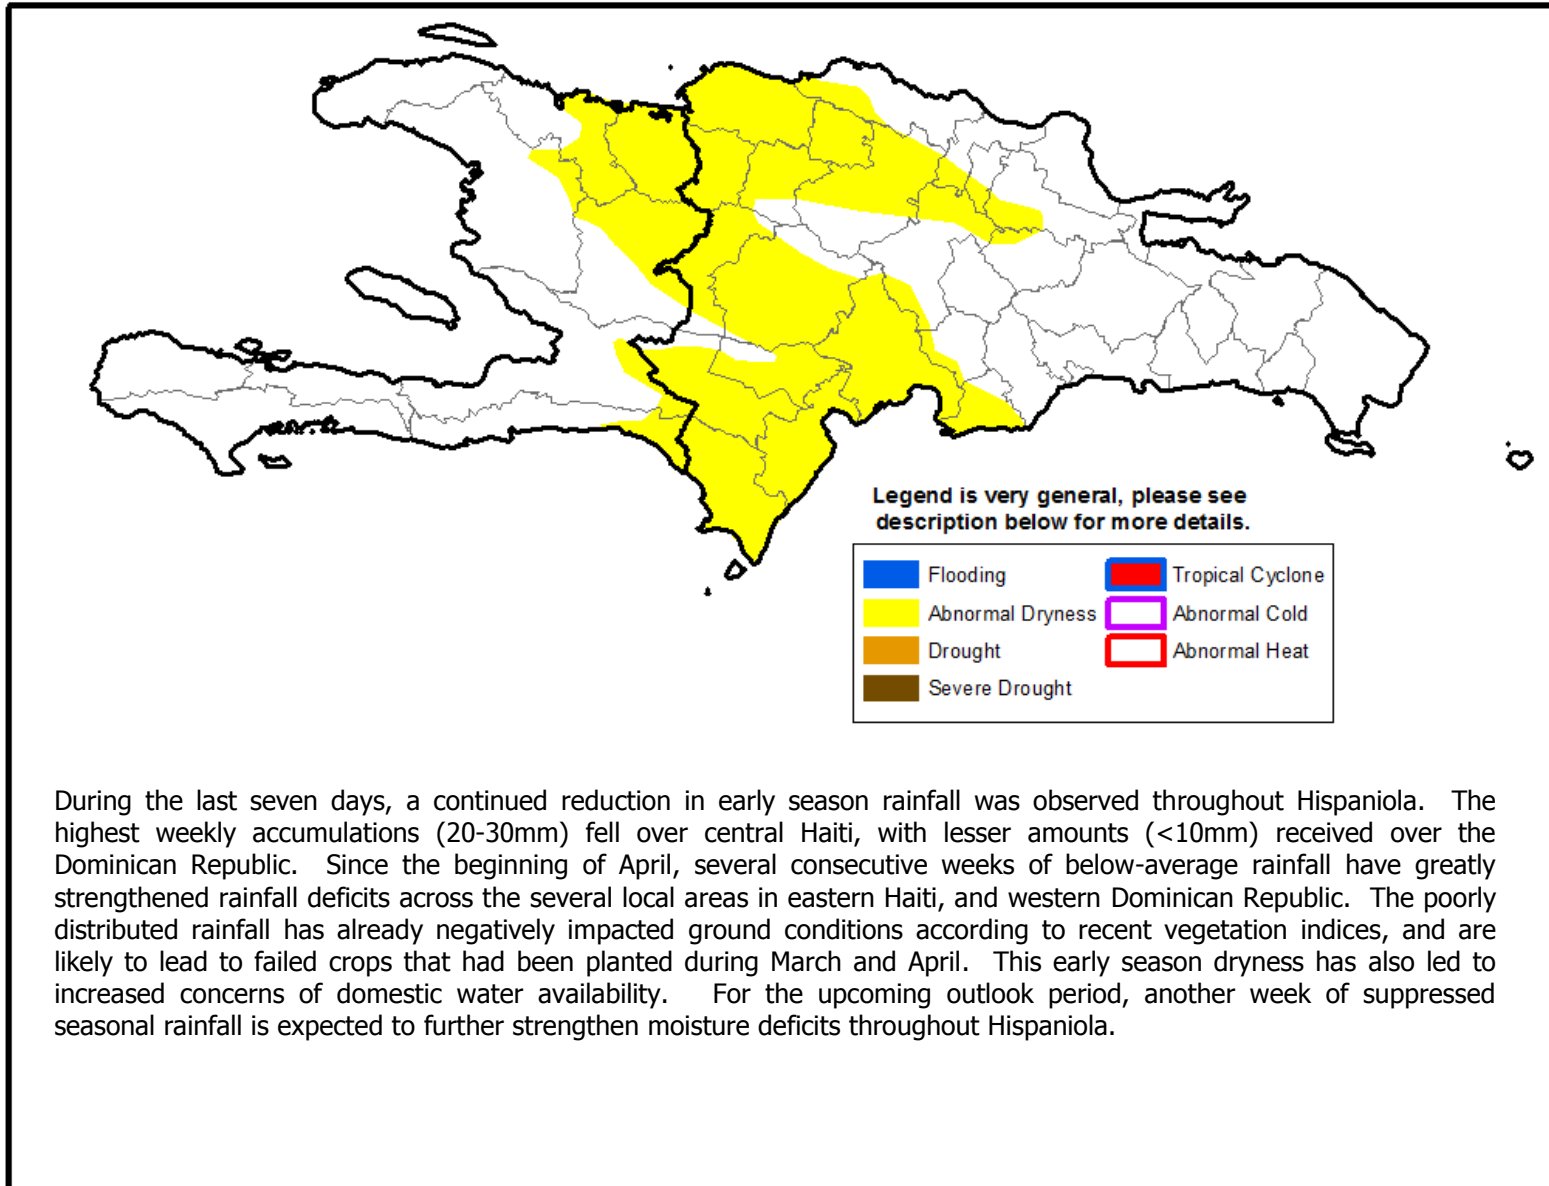 Legend is very general, please see
description below for more details.
Flooding
Tropical Cyclone
Abnormal Dryness
Abnormal Cold
Drought
Abnormal Heat
Severe Drought
During the last seven days, a continued reduction in early season rainfall was observed throughout Hispaniola. The
highest weekly accumulations (20-30mm) fell over central Haiti, with lesser amounts (<10mm) received over the
Dominican Republic. Since the beginning of April, several consecutive weeks of below-average rainfall have greatly
strengthened rainfall deficits across the several local areas in eastern Haiti, and western Dominican Republic. The poorly
distributed rainfall has already negatively impacted ground conditions according to recent vegetation indices, and are
likely to lead to failed crops that had been planted during March and April. This early season dryness has also led to
increased concerns of domestic water availability. For the upcoming outlook period, another week of suppressed
seasonal rainfall is expected to further strengthen moisture deficits throughout Hispaniola.